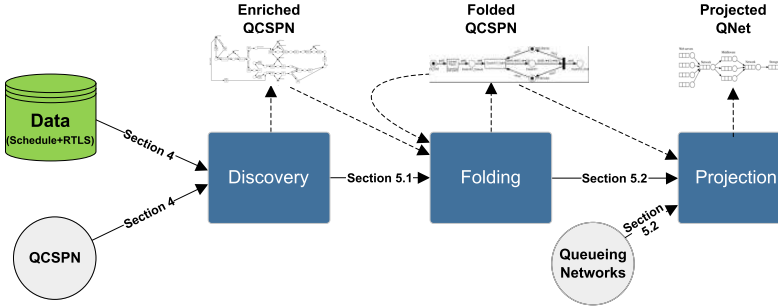 Enriched
QCSPN
Folded
QCSPN
Projected
QNet
Data
(Schedule+RTLS)
Section 4
Discovery
Section 5.1
Folding
Section 5.2
Projection
Section 4
QCSPN
Queueing
Networks
Section
5.2